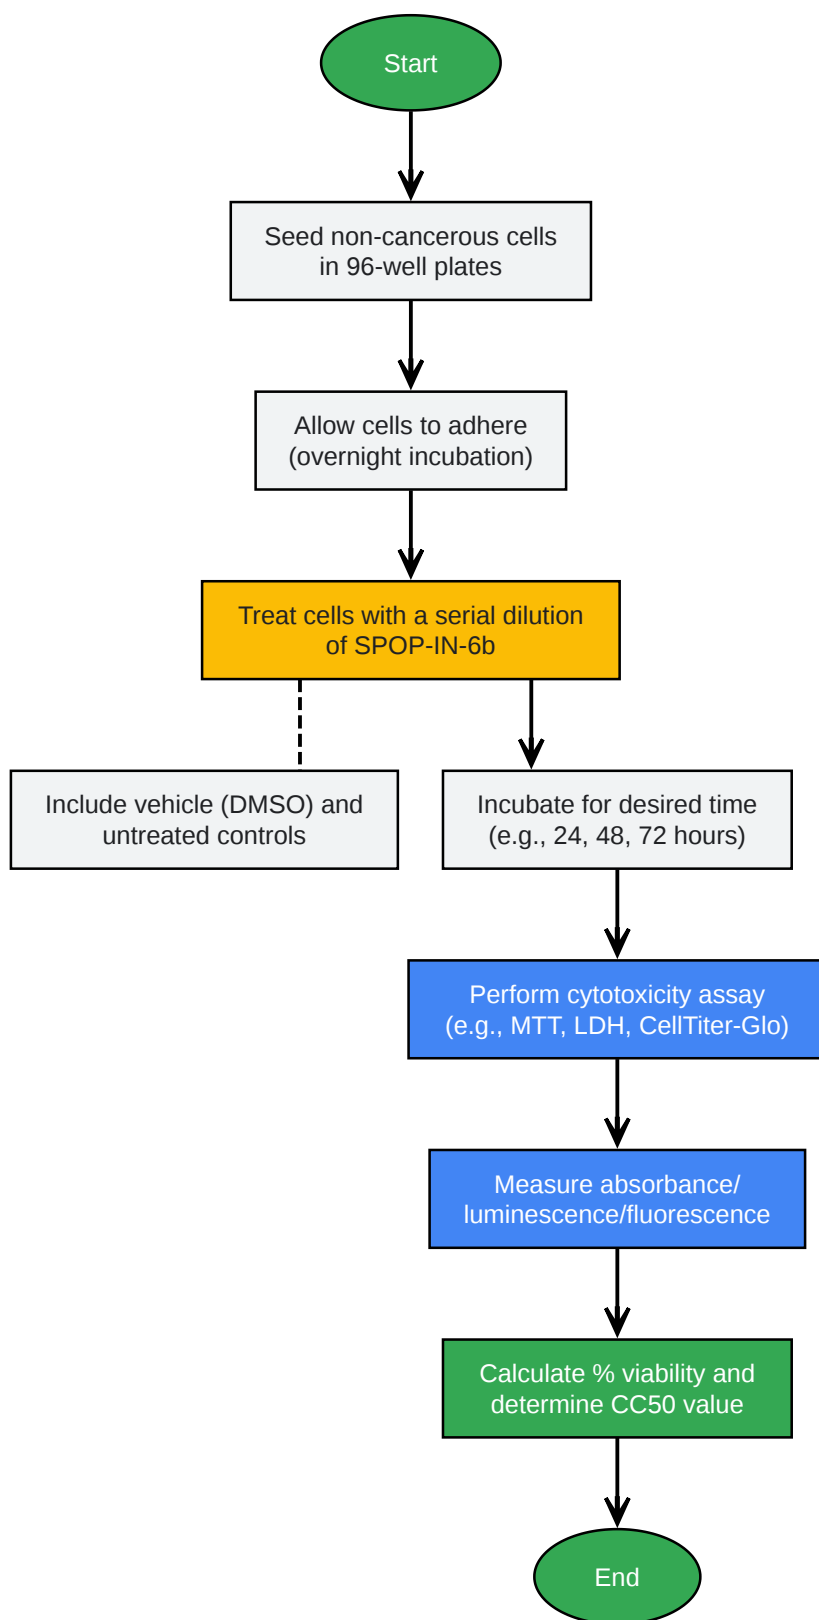 Start
Seed non-cancerous cells
in 96-well plates
Allow cells to adhere
(overnight incubation)
Treat cells with a serial dilution
of SPOP-IN-6b
Include vehicle (DMSO) and
untreated controls
Incubate for desired time
(e.g., 24, 48, 72 hours)
Perform cytotoxicity assay
(e.g., MTT, LDH, CellTiter-Glo)
Measure absorbance/
luminescence/fluorescence
Calculate % viability and
determine CC50 value
End